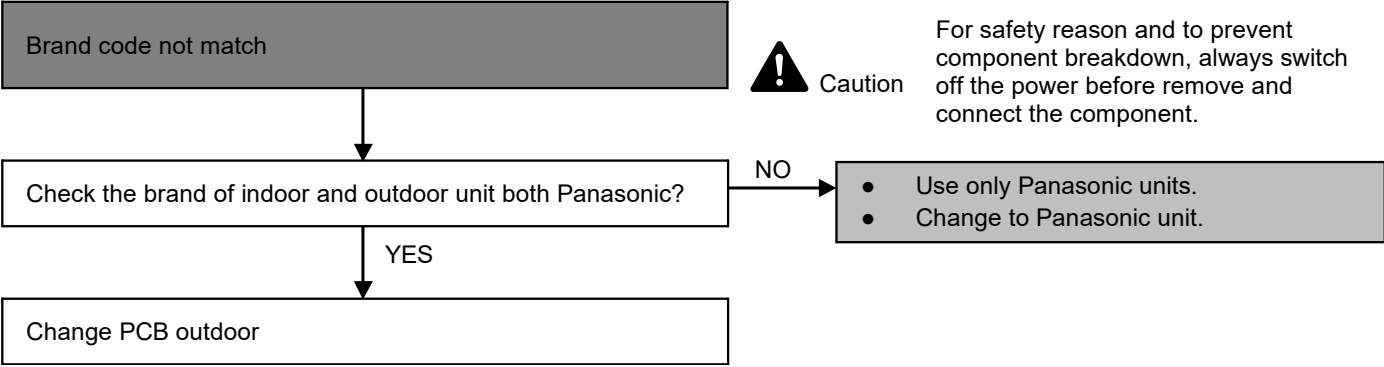 Brand code not match
Caution
For safety reason and to prevent
component breakdown, always switch
off the power before remove and
connect the component.
Check the brand of indoor and outdoor unit both Panasonic?
NO
● Use only Panasonic units.
● Change to Panasonic unit.
YES
Change PCB outdoor